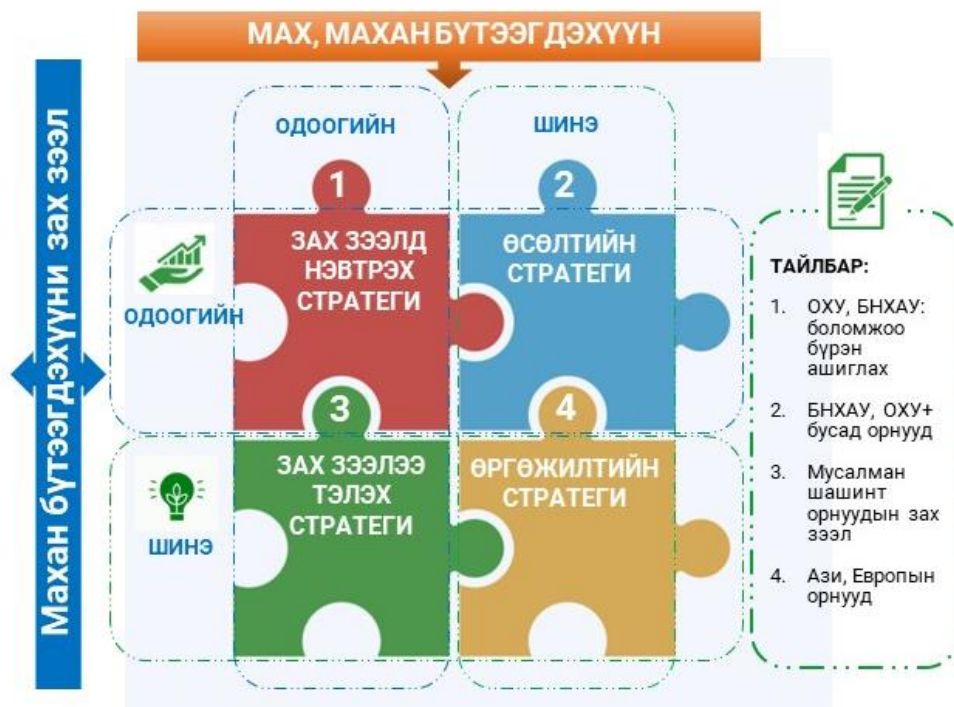 МАХ, МАХАН БҮТЭЭГДЭХҮҮН
Махан бүтээгдэхүүни зах зээл
ОДООГИЙН
ШИНЭ
1
2
ЗАХ ЗЭЭЛД
НЭВТРЭХ
СТРАТЕГИ
ӨСӨЛТИЙН
СТРАТЕГИ
ОДООГИЙН
3
4
ЗАХ ЗЭЭЛЭЭ
ТЭЛЭХ
СТРАТЕГИ
ӨРГӨЖИЛТИЙН
СТРАТЕГИ
ШИНЭ
ТАЙЛБАР:
1. ОХУ, БНХАУ:
боломжоо
бүрэн
ашиглах
2. БНХАУ, ОХУ+
бусад орнууд
3. Мусалман
шашинт
орнуудын зах
зээл
4. Ази, Европын
орнууд